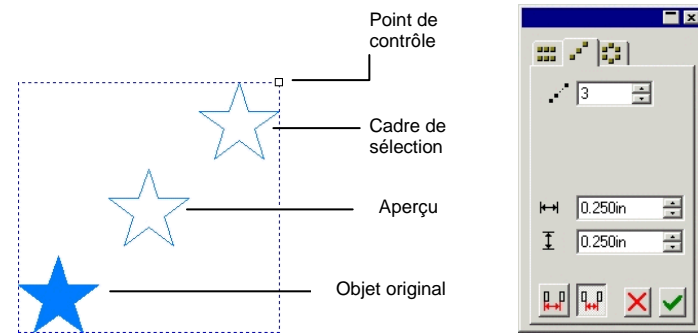 Point de
contrôle
Cadre de
sélection
Aperçu
Objet original
3
0.250in
0.250in